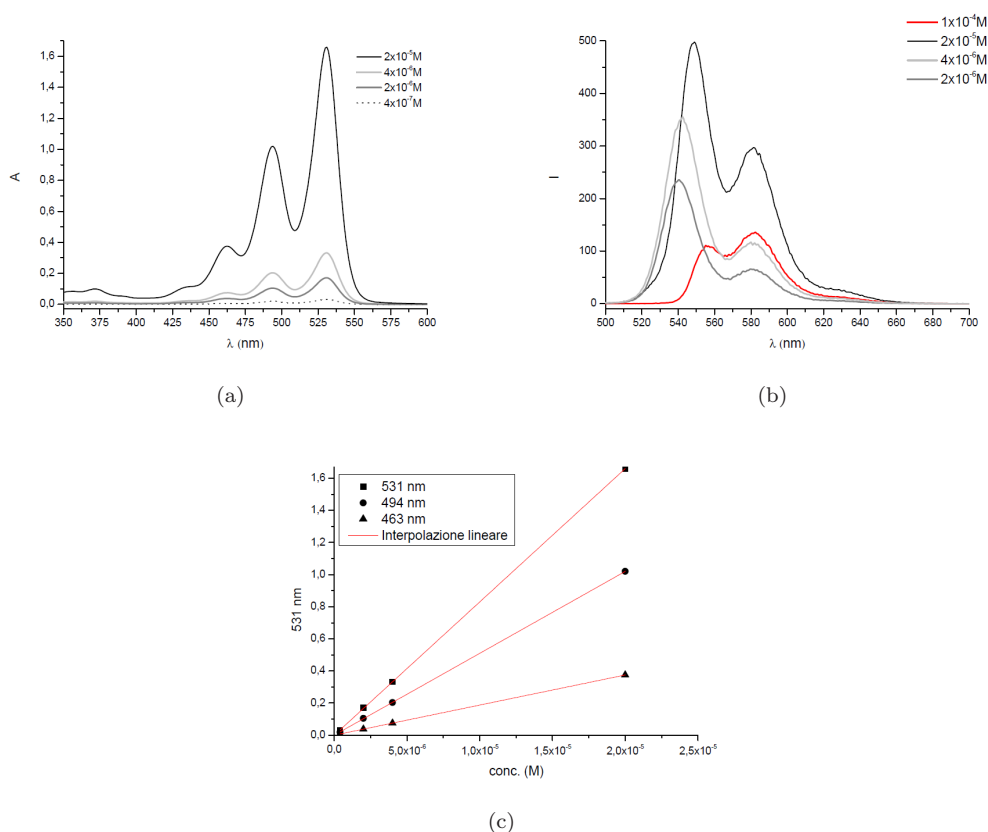 1,6
1,4
1,2
1,0
0,8
0,6
0,4
0,2
0,0
A
350 375 400 425 450 475 500 525 550 575 600
λ (nm)
2x10⁻⁵M
4x10⁻⁶M
2x10⁻⁶M
4x10⁻⁷M
(a)
1x10⁻⁴M
2x10⁻⁵M
4x10⁻⁶M
2x10⁻⁶M
500
400
300
200
100
0
I
500 520 540 560 580 600 620 640 660 680 700
λ (nm)
(b)
531 nm
494 nm
463 nm
Interpolazione lineare
1,6
1,4
1,2
1,0
0,8
0,6
0,4
0,2
0,0
531 nm
0,0 5,0x10⁻⁶ 1,0x10⁻⁵ 1,5x10⁻⁵ 2,0x10⁻⁵ 2,5x10⁻⁵
conc. (M)
(c)